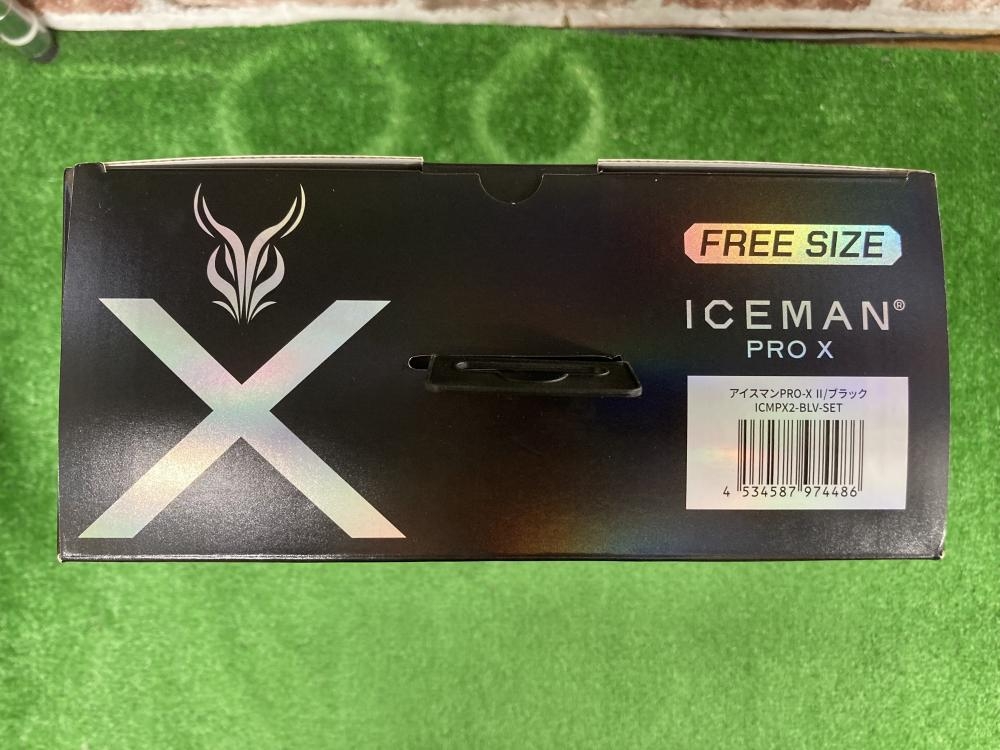 X
FREE SIZE
ICEMAN®
PRO X
アイスマンPRO-X II/ブラック
ICMPX2-BLV-SET
4 534587 974486